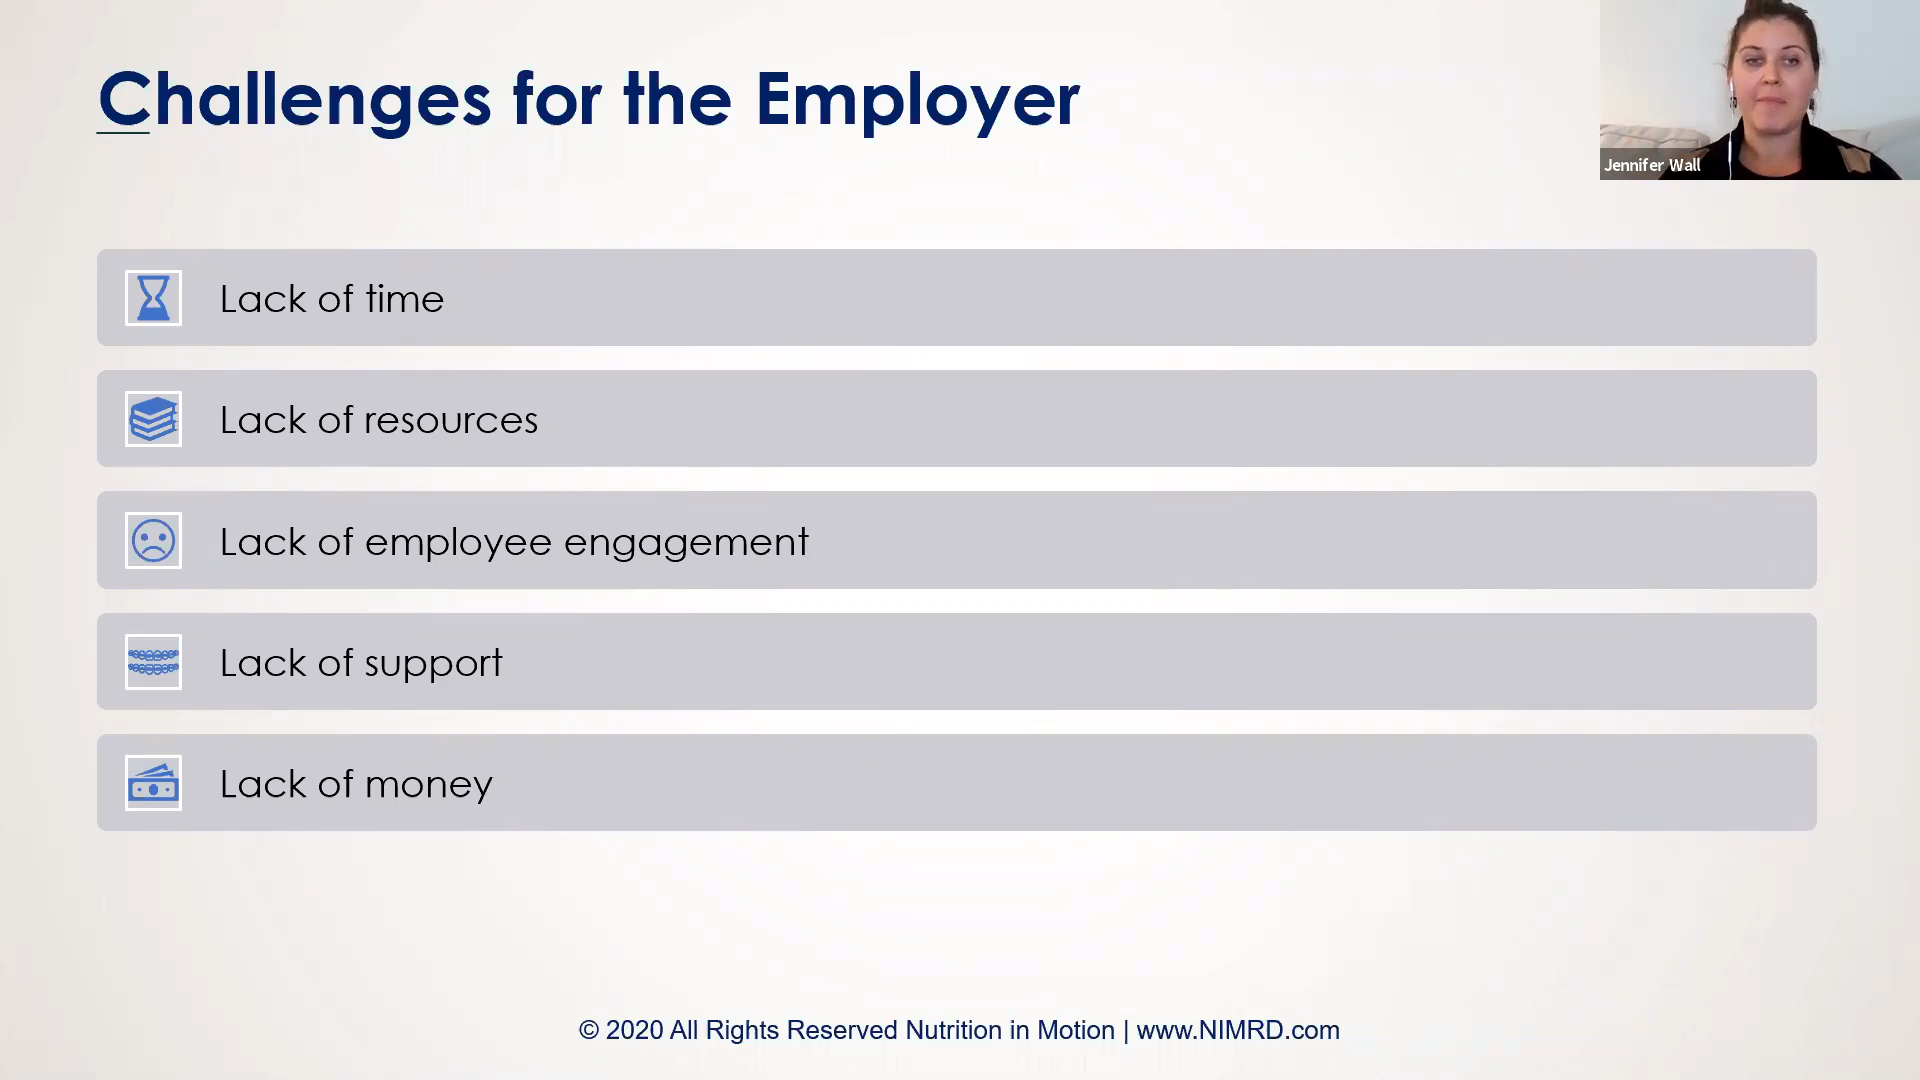 Challenges for the Employer
Jennifer Wall
Lack of time
Lack of resources
Lack of employee engagement
Lack of support
Lack of money
© 2020 All Rights Reserved Nutrition in Motion | www.NIMRD.com